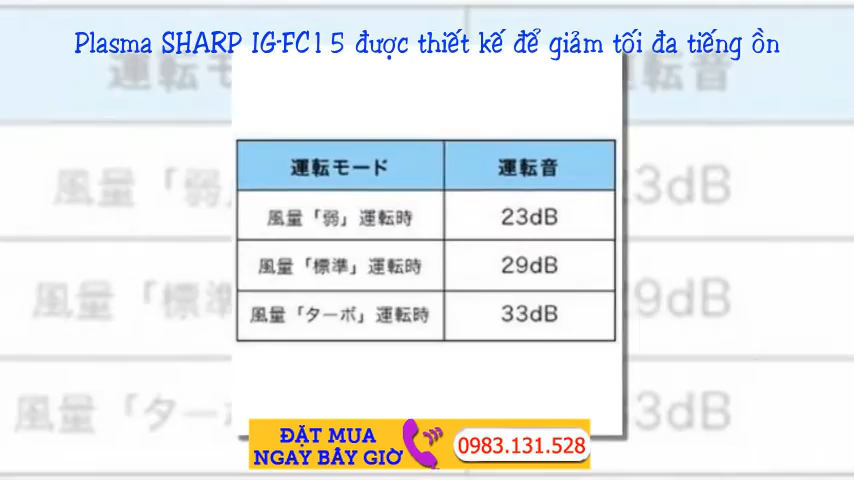 Plasma SHARP IG-FC15 được thiết kế để giảm tối đa tiếng ồn
運転モード 運転音
風量「弱」運転時 23dB
風量「標準」運転時 29dB
風量「ターボ」運転時 33dB
ĐẶT MUA
NGAY BÂY GIỜ
0983.131.528